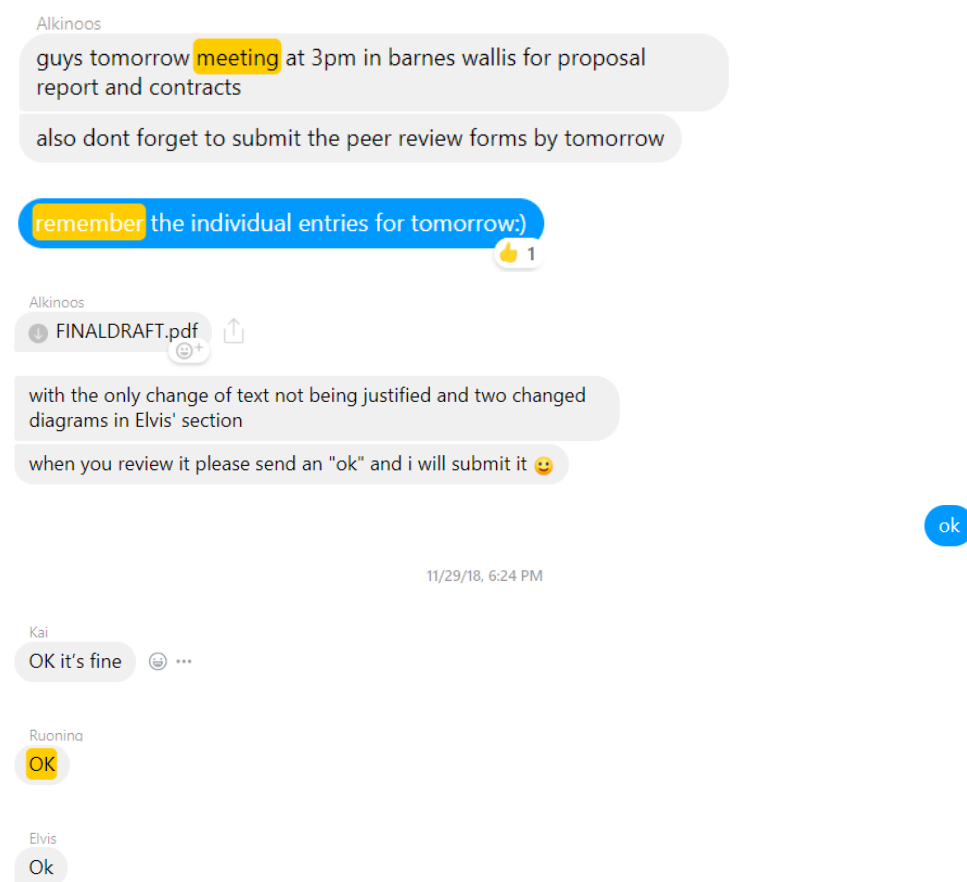 Alkinoos
guys tomorrow meeting at 3pm in barnes wallis for proposal
report and contracts
also dont forget to submit the peer review forms by tomorrow
remember the individual entries for tomorrow:)
1
Alkinoos
FINALDRAFT.pdf
with the only change of text not being justified and two changed
diagrams in Elvis' section
when you review it please send an "ok" and i will submit it 🙂
ok
11/29/18, 6:24 PM
Kai
OK it's fine
Ruoning
OK
Elvis
Ok